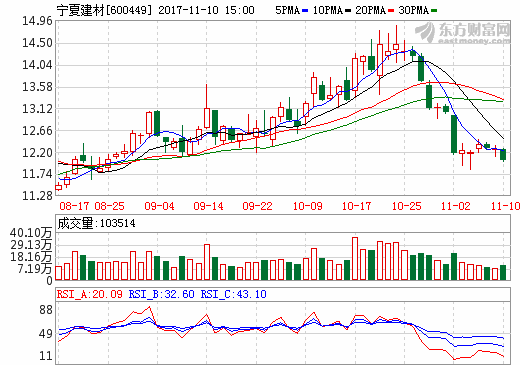 宁夏建材[600449] 2017-11-10 15:00 5PMA 10PMA 20PMA 30PMA
东方财富网
eastmoney.com
14.96
14.50
14.04
13.58
13.12
12.66
12.20
11.74
11.28
08-17 08-25 09-04 09-14 09-22 10-09 10-17 10-25 11-02 11-10
成交量:103514
40.10万
29.13万
18.16万
7.19万
0
RSI_A:20.09 RSI_B:32.60 RSI_C:43.10
88
49
11